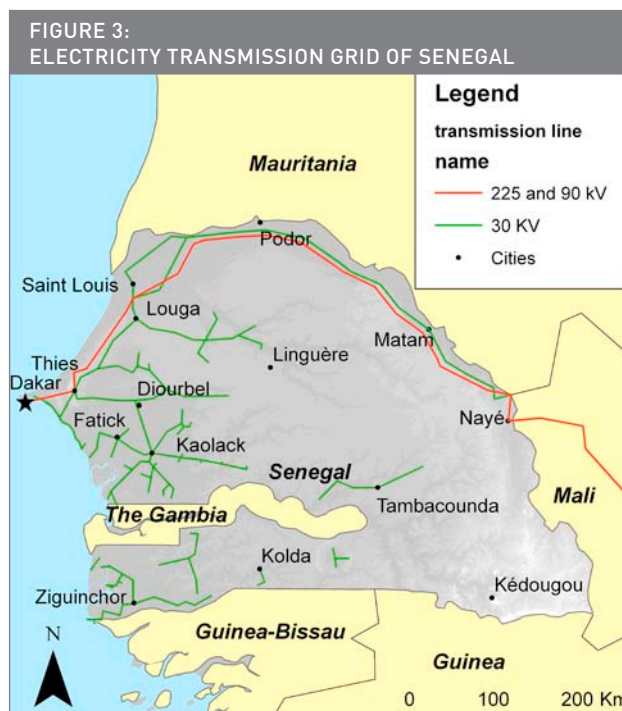 FIGURE 3:
ELECTRICITY TRANSMISSION GRID OF SENEGAL
Legend
transmission line
name
225 and 90 kV
30 KV
Cities
Mauritania
Podor
Saint Louis
Louga
Matam
Linguère
Thies
Dakar
Diourbel
Nayé
Fatick
Kaolack
Senegal
Mali
Tambacounda
The Gambia
Kolda
Kédougou
Ziguinchor
Guinea-Bissau
Guinea
N
0 100 200 Km